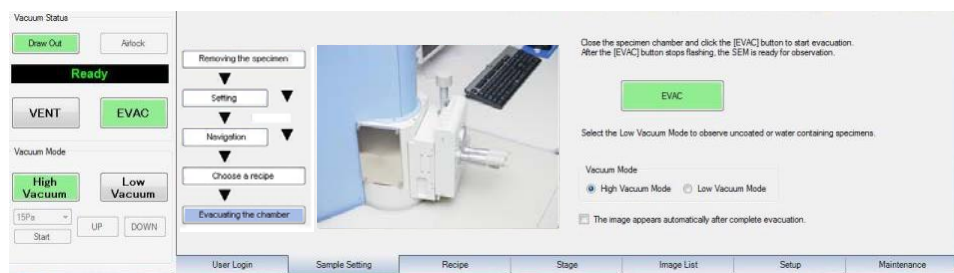 Vacuum Status
Draw Out
Airlock
Ready
VENT
EVAC
Vacuum Mode
High Vacuum
Low Vacuum
15Pa
UP
DOWN
Start
Removing the specimen
Setting
Navigation
Choose a recipe
Evacuating the chamber
Close the specimen chamber and click the [EVAC] button to start evacuation.
After the [EVAC] button stops flashing, the SEM is ready for observation.
EVAC
Select the Low Vacuum Mode to observe uncoated or water containing specimens.
Vacuum Mode
High Vacuum Mode
Low Vacuum Mode
The image appears automatically after complete evacuation.
User Login
Sample Setting
Recipe
Stage
Image List
Setup
Maintenance